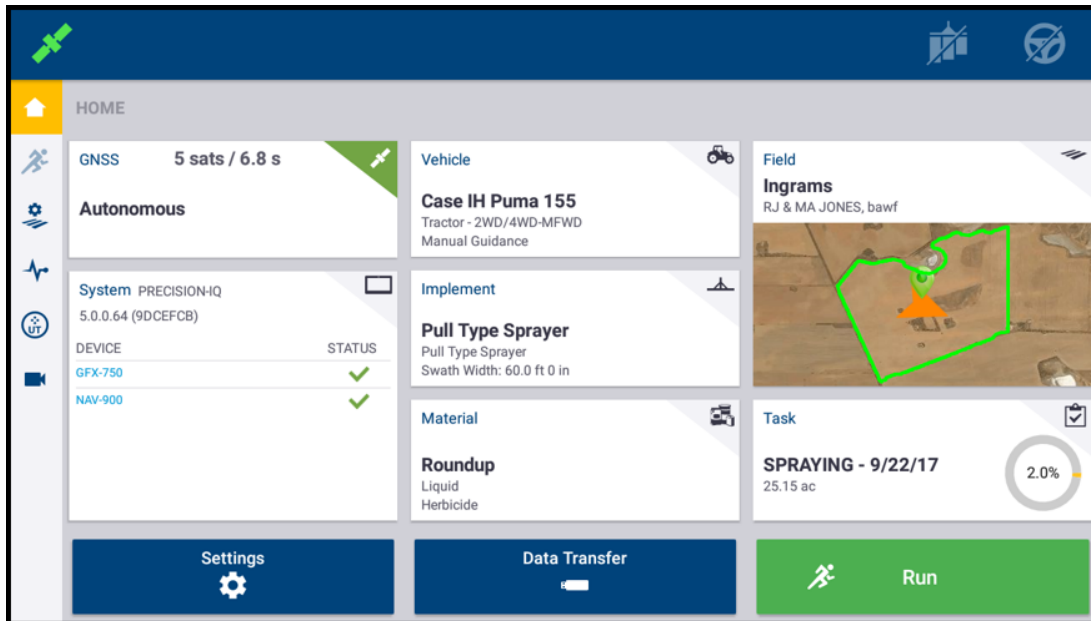 HOME
GNSS 5 sats / 6.8 s
Autonomous
System PRECISION-IQ
5.0.0.64 (9DCEFCB)
DEVICE STATUS
GFX-750
NAV-900
Vehicle
Case IH Puma 155
Tractor - 2WD/4WD-MFWD
Manual Guidance
Implement
Pull Type Sprayer
Pull Type Sprayer
Swath Width: 60.0 ft 0 in
Material
Roundup
Liquid
Herbicide
Field
Ingrams
RJ & MA JONES, bawf
Task
SPRAYING - 9/22/17
25.15 ac
2.0%
UT
Settings
Data Transfer
Run